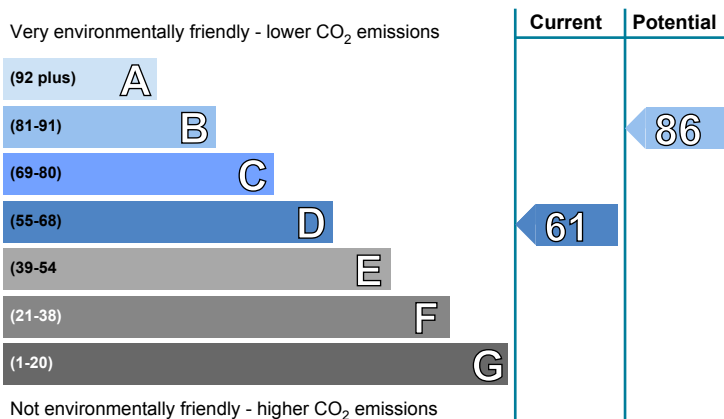 Current Potential
Very environmentally friendly - lower CO2 emissions
(92 plus) A
(81-91) B
86
(69-80) C
(55-68) D
61
(39-54 E
(21-38) F
(1-20) G
Not environmentally friendly - higher CO2 emissions